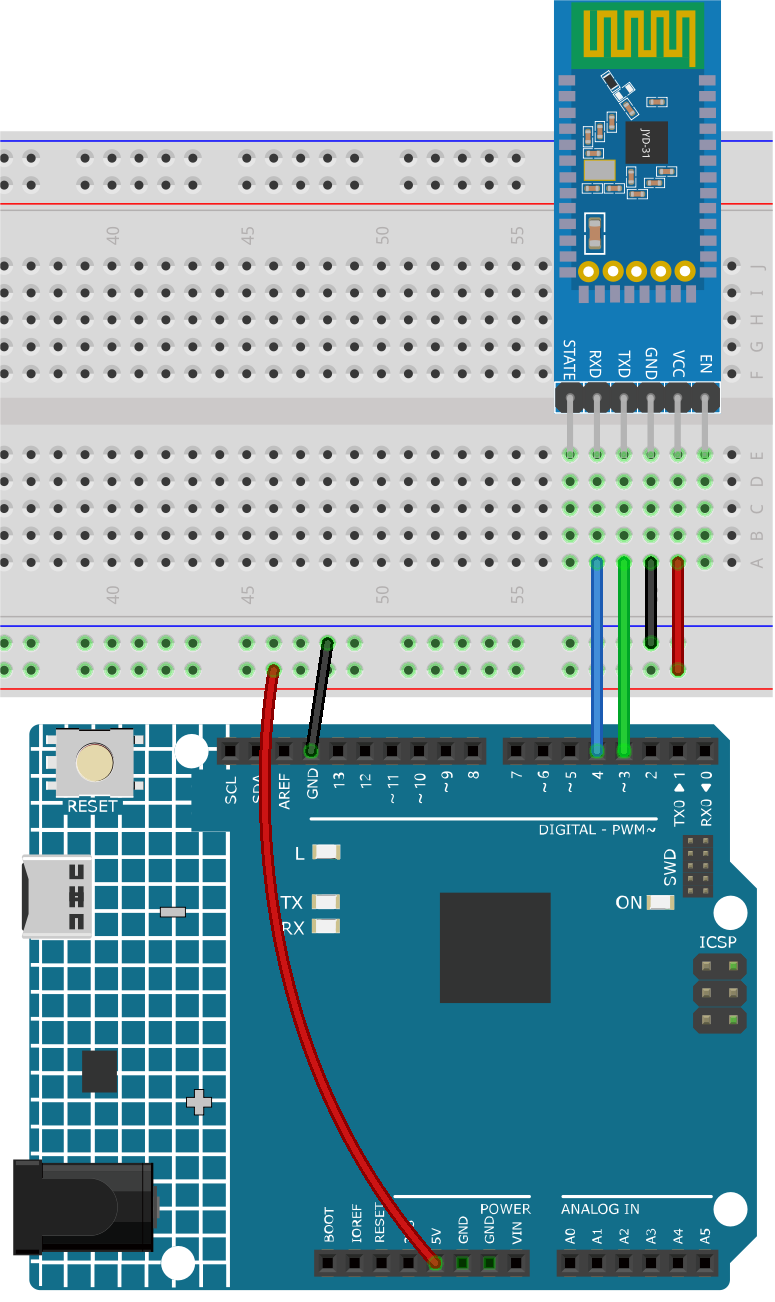 JYD-31
STATE
RXD
TXD
GND
VCC
EN
40
45
50
55
J
I
H
G
F
E
D
C
B
A
40
45
50
55
RESET
SCL
SDA
AREF
GND
13
12
~11
~10
~9
8
7
~6
~5
4
~3
2
TX0 ▶ 1
RX0 ◀ 0
DIGITAL - PWM~
L
TX
RX
SWD
ON
ICSP
POWER
ANALOG IN
BOOT
IOREF
RESET
5V
GND
GND
VIN
A0
A1
A2
A3
A4
A5